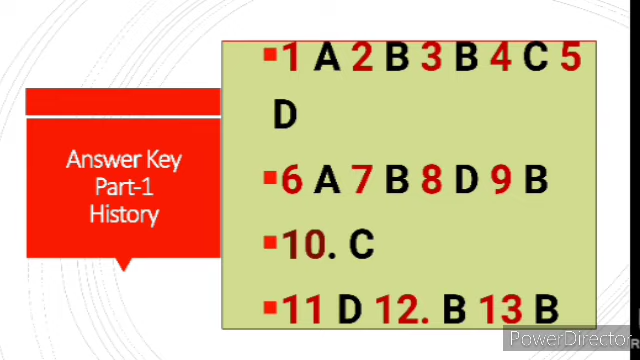 Answer Key
Part-1
History
1 A 2 B 3 B 4 C 5
D
6 A 7 B 8 D 9 B
10. C
11 D 12. B 13 B
PowerDirector